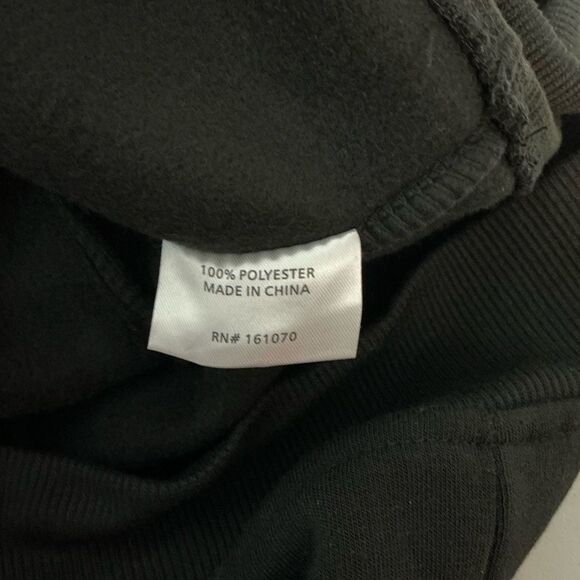 100% POLYESTER
MADE IN CHINA
RN# 161070